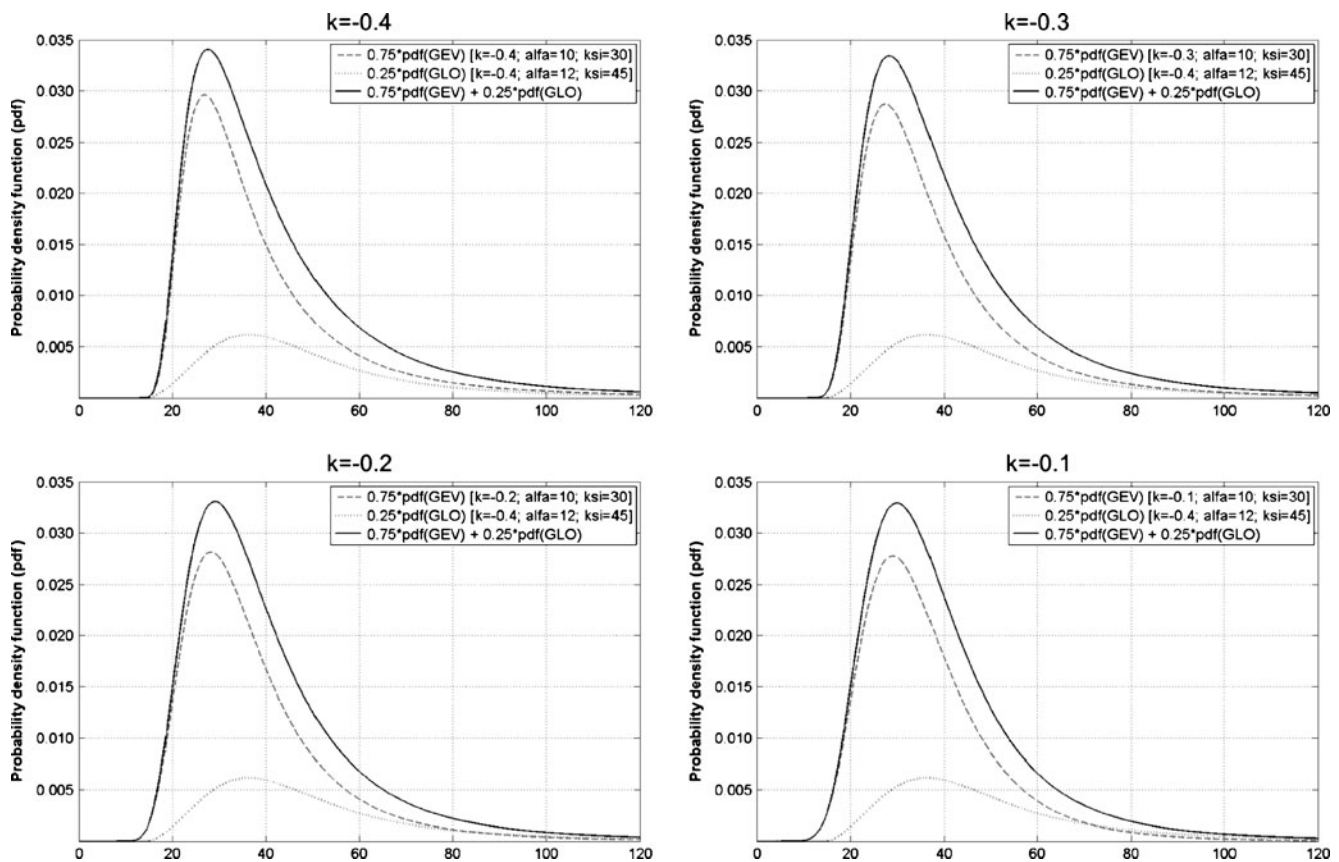 k=-0.4
0.035
0.030
0.025
0.020
0.015
0.010
0.005
Probability density function (pdf)
0.75*pdf(GEV) [k=-0.4; alfa=10; ksi=30]
0.25*pdf(GLO) [k=-0.4; alfa=12; ksi=45]
0.75*pdf(GEV) + 0.25*pdf(GLO)
0 20 40 60 80 100 120
k=-0.3
0.035
0.030
0.025
0.020
0.015
0.010
0.005
Probability density function (pdf)
0.75*pdf(GEV) [k=-0.3; alfa=10; ksi=30]
0.25*pdf(GLO) [k=-0.4; alfa=12; ksi=45]
0.75*pdf(GEV) + 0.25*pdf(GLO)
0 20 40 60 80 100 120
k=-0.2
0.035
0.030
0.025
0.020
0.015
0.010
0 005
Probability density function (pdf)
0.75*pdf(GEV) [k=-0.2; alfa=10; ksi=30]
0.25*pdf(GLO) [k=-0.4; alfa=12; ksi=45]
0.75*pdf(GEV) + 0.25*pdf(GLO)
0 20 40 60 80 100 120
k=-0.1
0.035
0.030
0.025
0.020
0.015
0.010
0.005
Probability density function (pdf)
0.75*pdf(GEV) [k=-0.1; alfa=10; ksi=30]
0.25*pdf(GLO) [k=-0.4; alfa=12; ksi=45]
0.75*pdf(GEV) + 0.25*pdf(GLO)
0 20 40 60 80 100 120